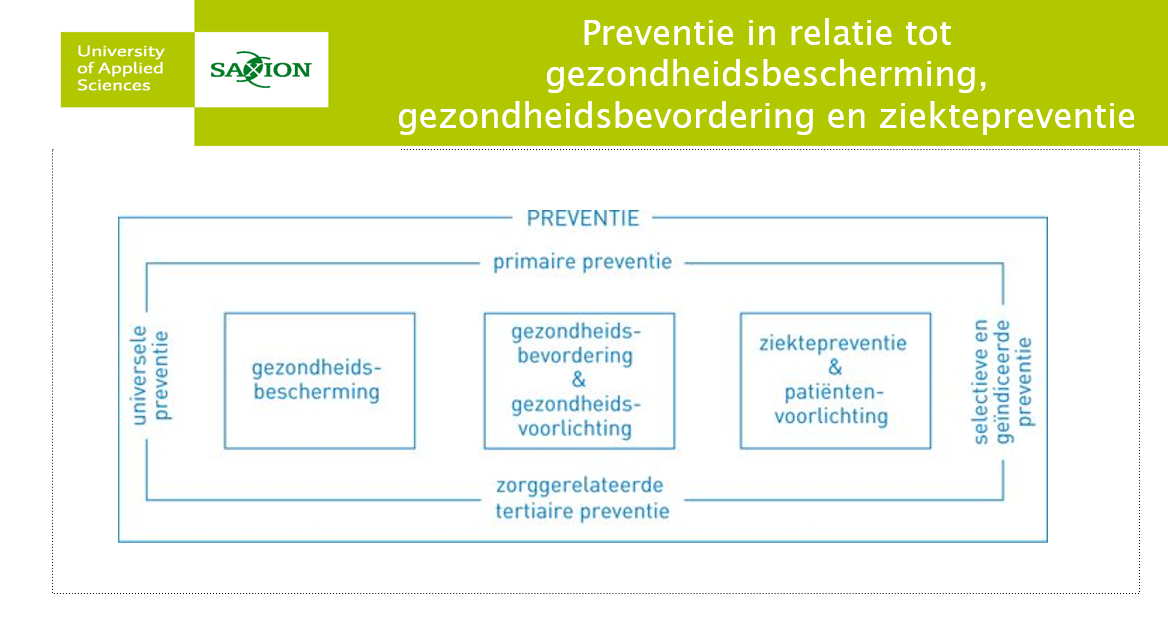 University
of Applied
Sciences
SAXION
Preventie in relatie tot
gezondheidsbescherming,
gezondheidsbevordering en ziektepreventie
PREVENTIE
primaire preventie
universele
preventie
gezondheids-
bescherming
gezondheids-
bevordering
&
gezondheids-
voorlichting
ziektepreventie
&
patiënten-
voorlichting
selectieve en
geïndiceerde
preventie
zorggerelateerde
tertiaire preventie